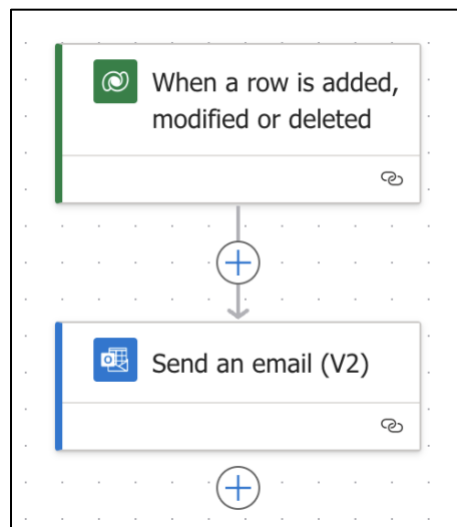 When a row is added,
modified or deleted
Send an email (V2)